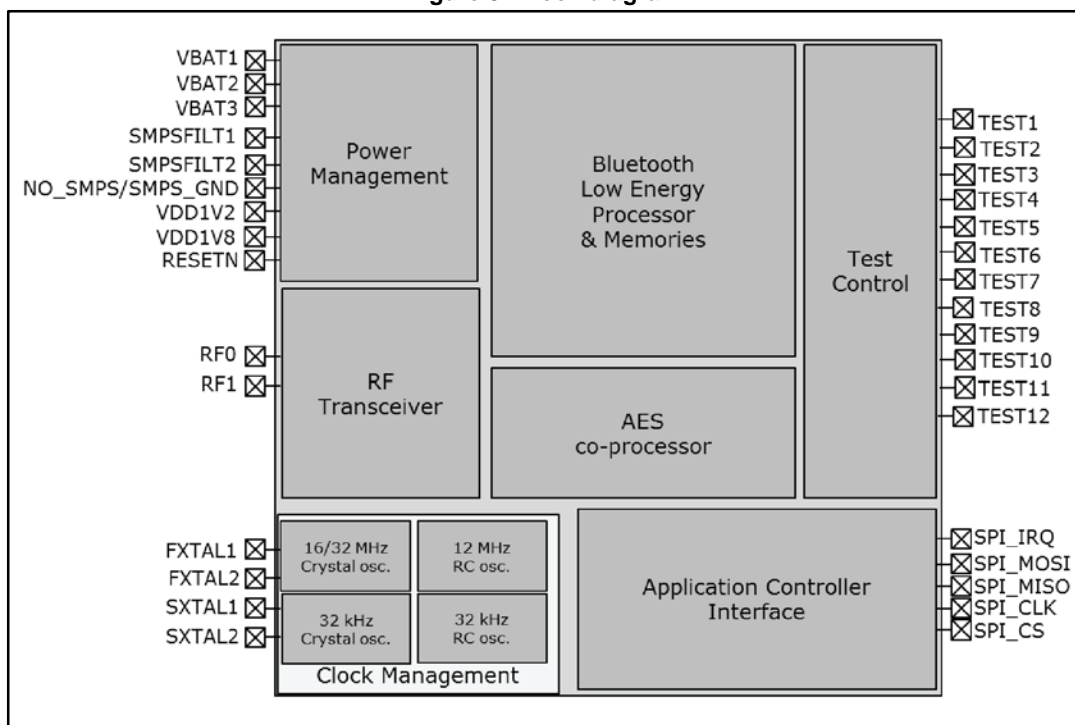 VBAT1
VBAT2
VBAT3
SMPSFILT1
SMPSFILT2
NO_SMPS/SMPS_GND
VDD1V2
VDD1V8
RESETN
RF0
RF1
FXTAL1
FXTAL2
SXTAL1
SXTAL2
Power
Management
RF
Transceiver
16/32 MHz
Crystal osc.
12 MHz
RC osc.
32 kHz
Crystal osc.
32 kHz
RC osc.
Clock Management
Bluetooth
Low Energy
Processor
& Memories
AES
co-processor
Test
Control
Application Controller
Interface
TEST1
TEST2
TEST3
TEST4
TEST5
TEST6
TEST7
TEST8
TEST9
TEST10
TEST11
TEST12
SPI_IRQ
SPI_MOSI
SPI_MISO
SPI_CLK
SPI_CS